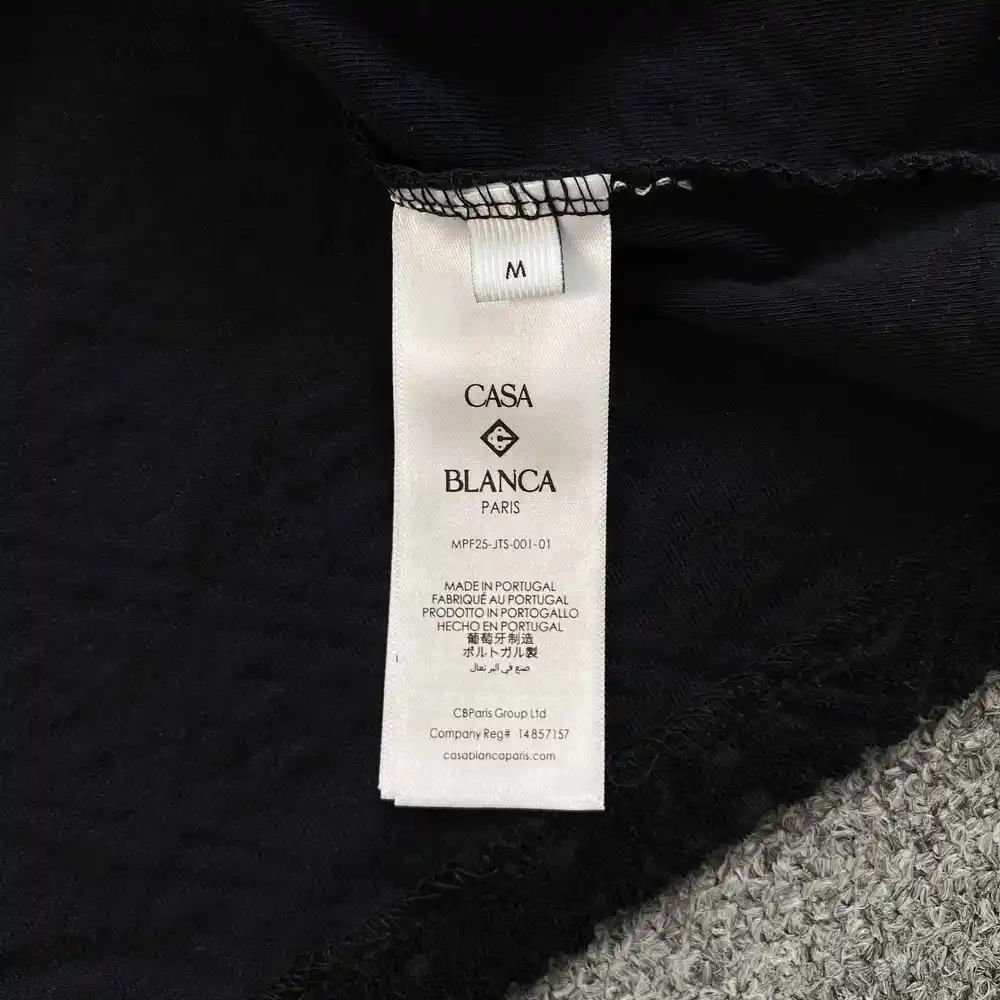 M
CASA
BLANCA
PARIS
MPF25-JTS-001-01
MADE IN PORTUGAL
FABRIQUÉ AU PORTUGAL
PRODOTTO IN PORTOGALLO
HECHO EN PORTUGAL
葡萄牙制造
ポルトガル製
صنع في البرتغال
CBParis Group Ltd
Company Reg# 14857157
casablancaparis.com